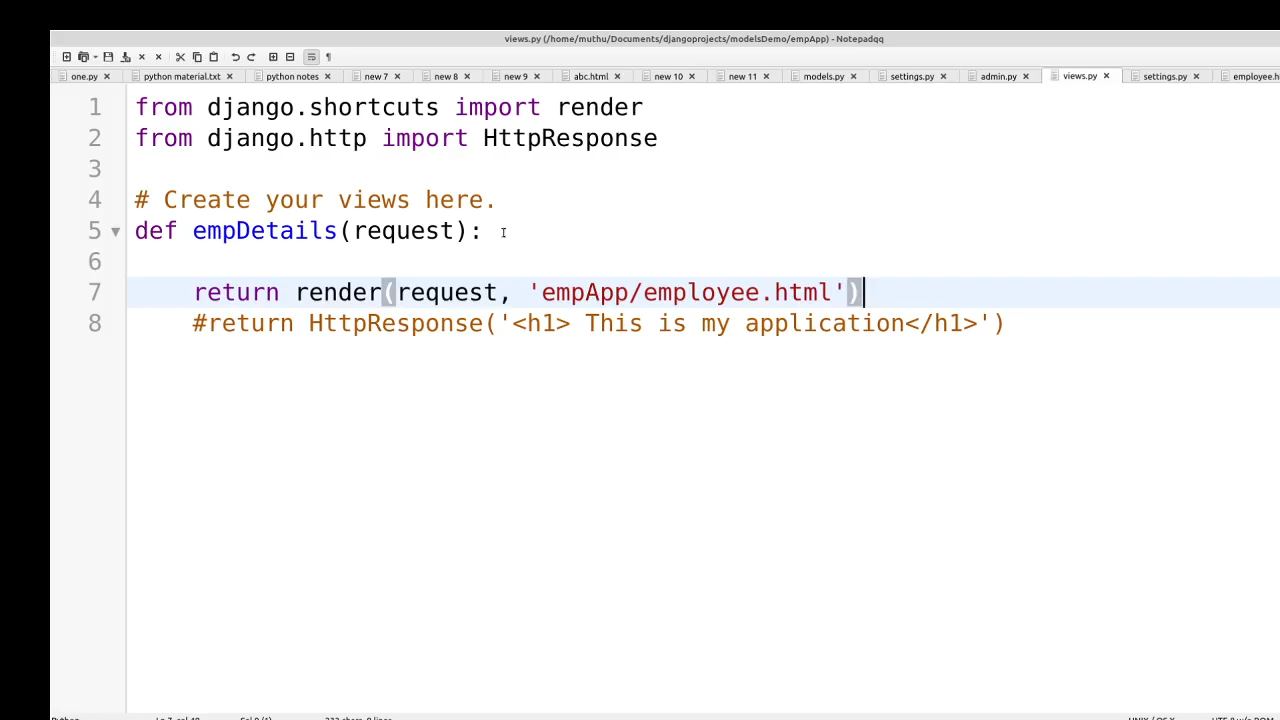 views.py (/home/muthu/Documents/djangoprojects/modelsDemo/empApp) - Notepadqq
one.py python material.txt python notes new 7 new 8 new 9 abc.html new 10 new 11 models.py settings.py admin.py views.py settings.py employee.h
1 from django.shortcuts import render
2 from django.http import HttpResponse
3
4 # Create your views here.
5 def empDetails(request):
6
7 return render(request, 'empApp/employee.html')
8 #return HttpResponse('<h1> This is my application</h1>')